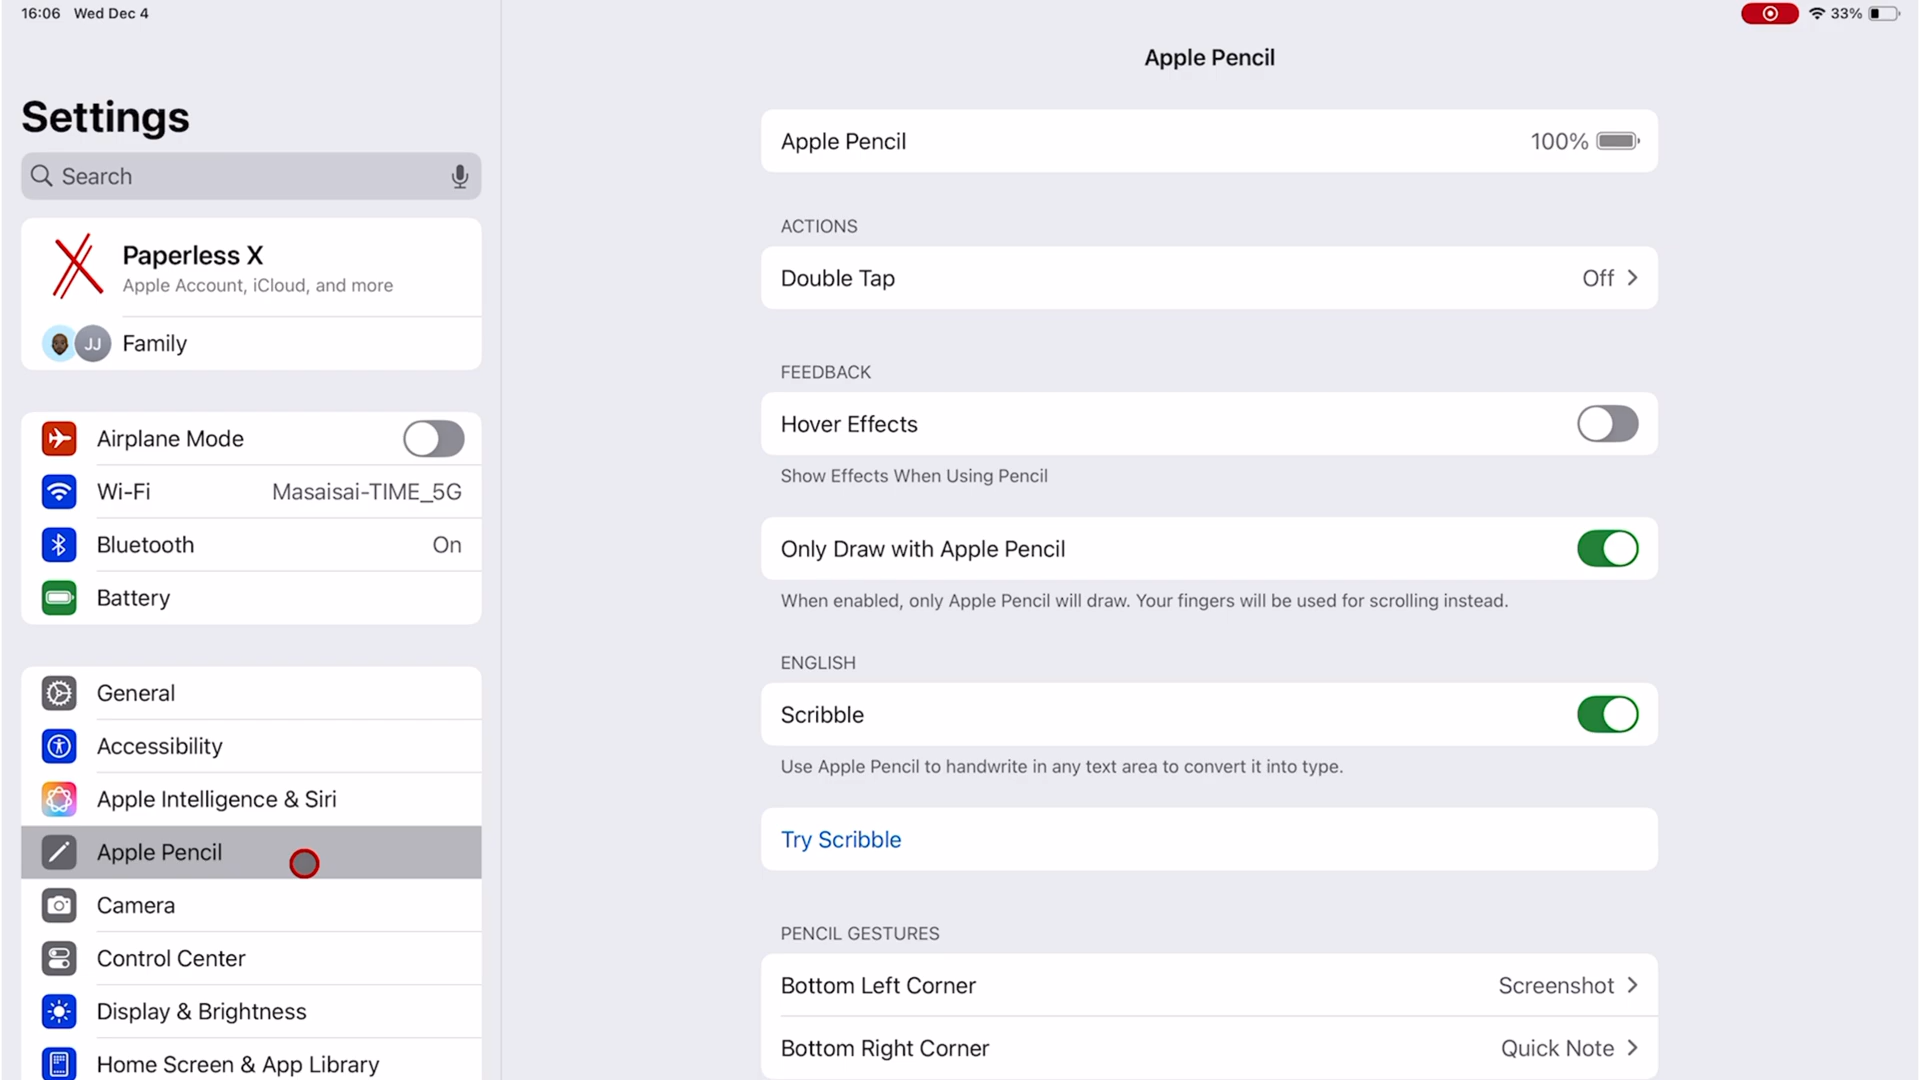 16:06 Wed Dec 4
33%
Settings
Search
Paperless X
Apple Account, iCloud, and more
JJ
Family
Airplane Mode
Wi-Fi Masaisai-TIME_5G
Bluetooth On
Battery
General
Accessibility
Apple Intelligence & Siri
Apple Pencil
Camera
Control Center
Display & Brightness
Home Screen & App Library
Apple Pencil
Apple Pencil 100%
ACTIONS
Double Tap Off
FEEDBACK
Hover Effects
Show Effects When Using Pencil
Only Draw with Apple Pencil
When enabled, only Apple Pencil will draw. Your fingers will be used for scrolling instead.
ENGLISH
Scribble
Use Apple Pencil to handwrite in any text area to convert it into type.
Try Scribble
PENCIL GESTURES
Bottom Left Corner Screenshot
Bottom Right Corner Quick Note